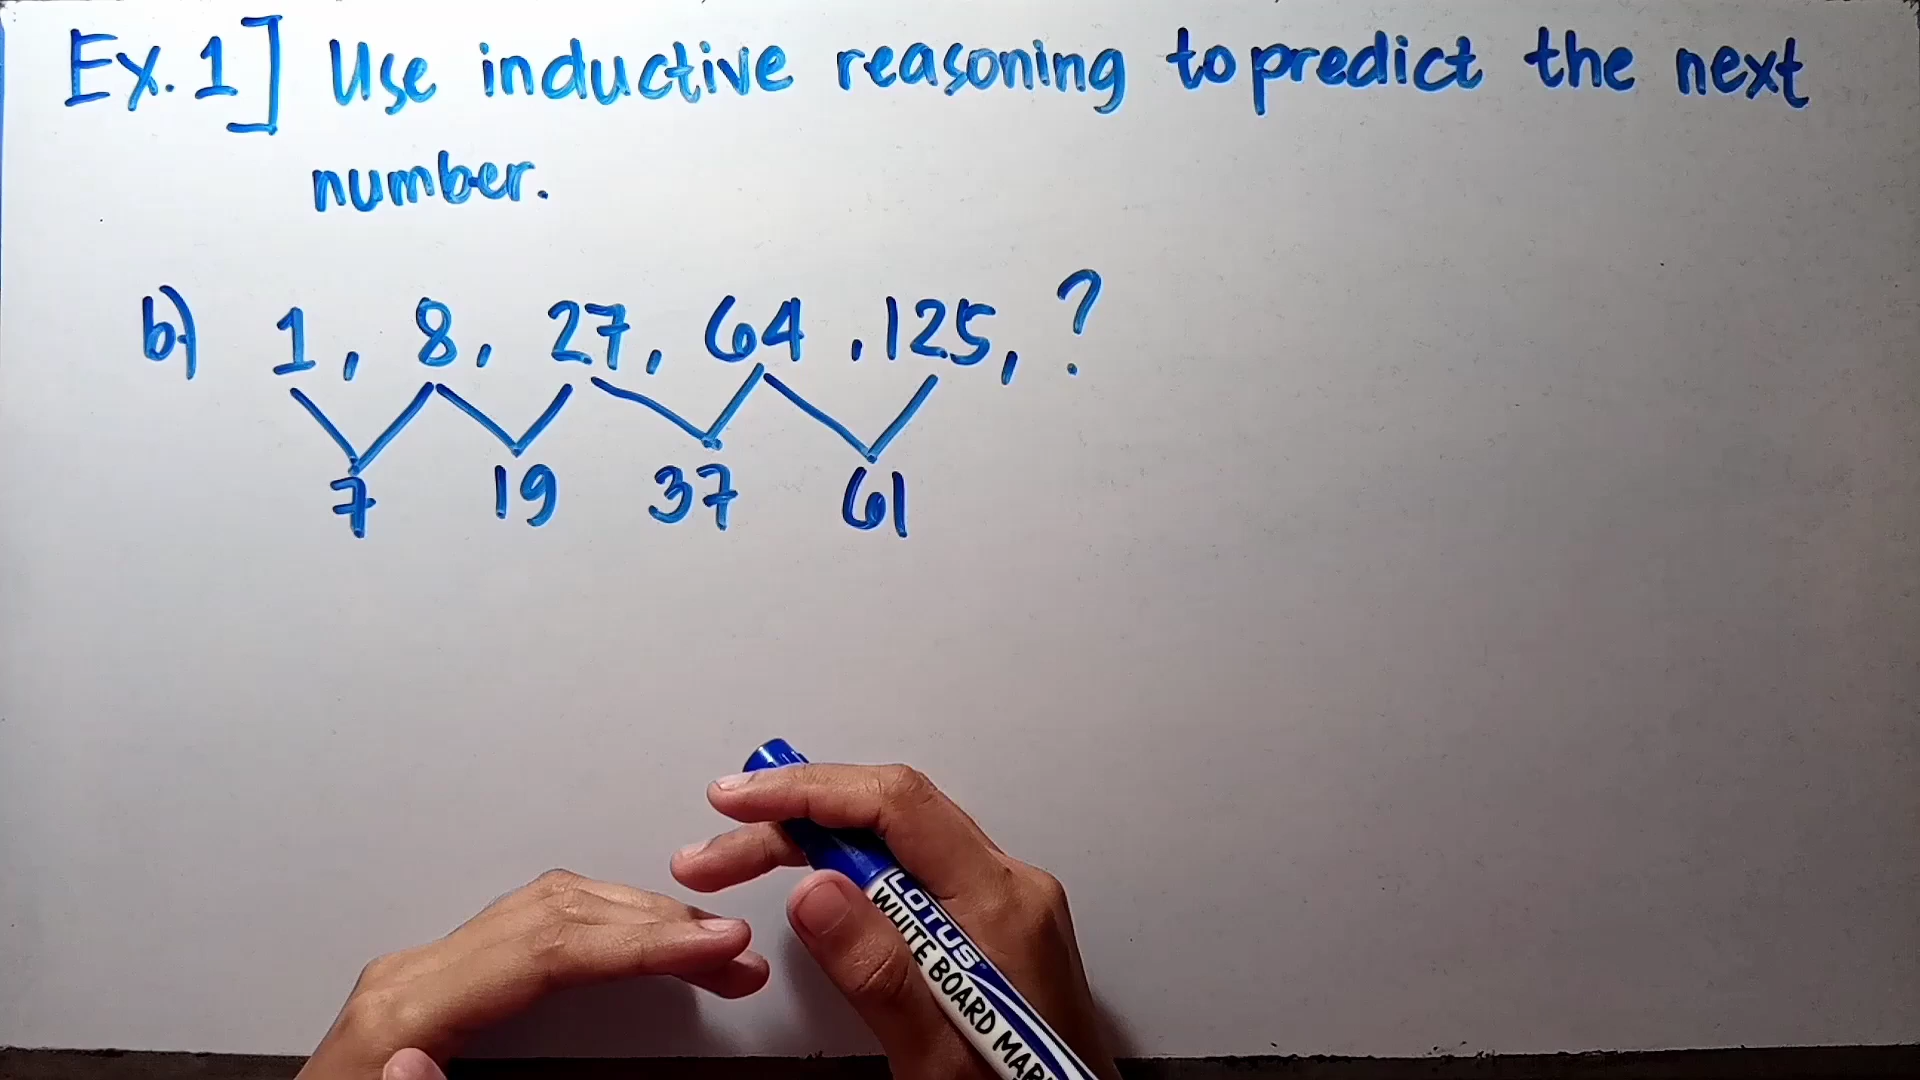 Ex. 1] Use inductive reasoning to predict the next
number.
b) 1, 8, 27, 64, 125, ?
7 19 37 61
LOTUS
WHITE BOARD MAR